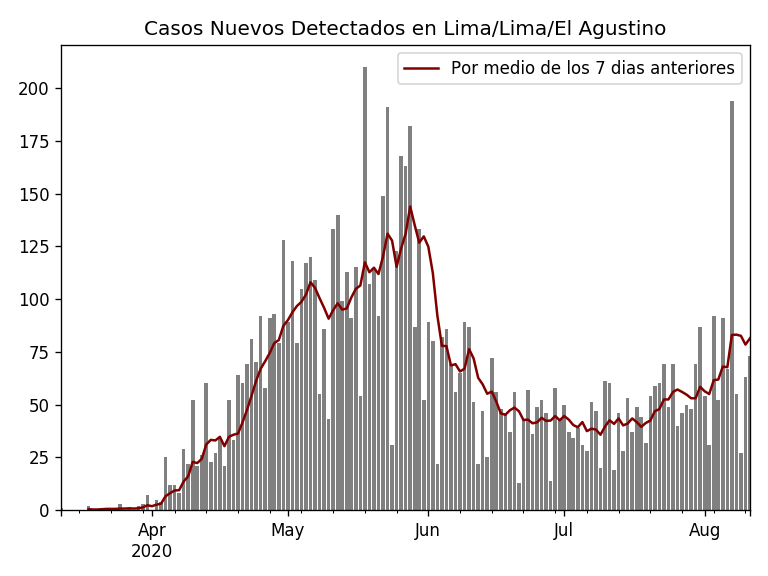 Casos Nuevos Detectados en Lima/Lima/El Agustino
Por medio de los 7 dias anteriores
200
175
150
125
100
75
50
25
0
Apr
2020
May
Jun
Jul
Aug